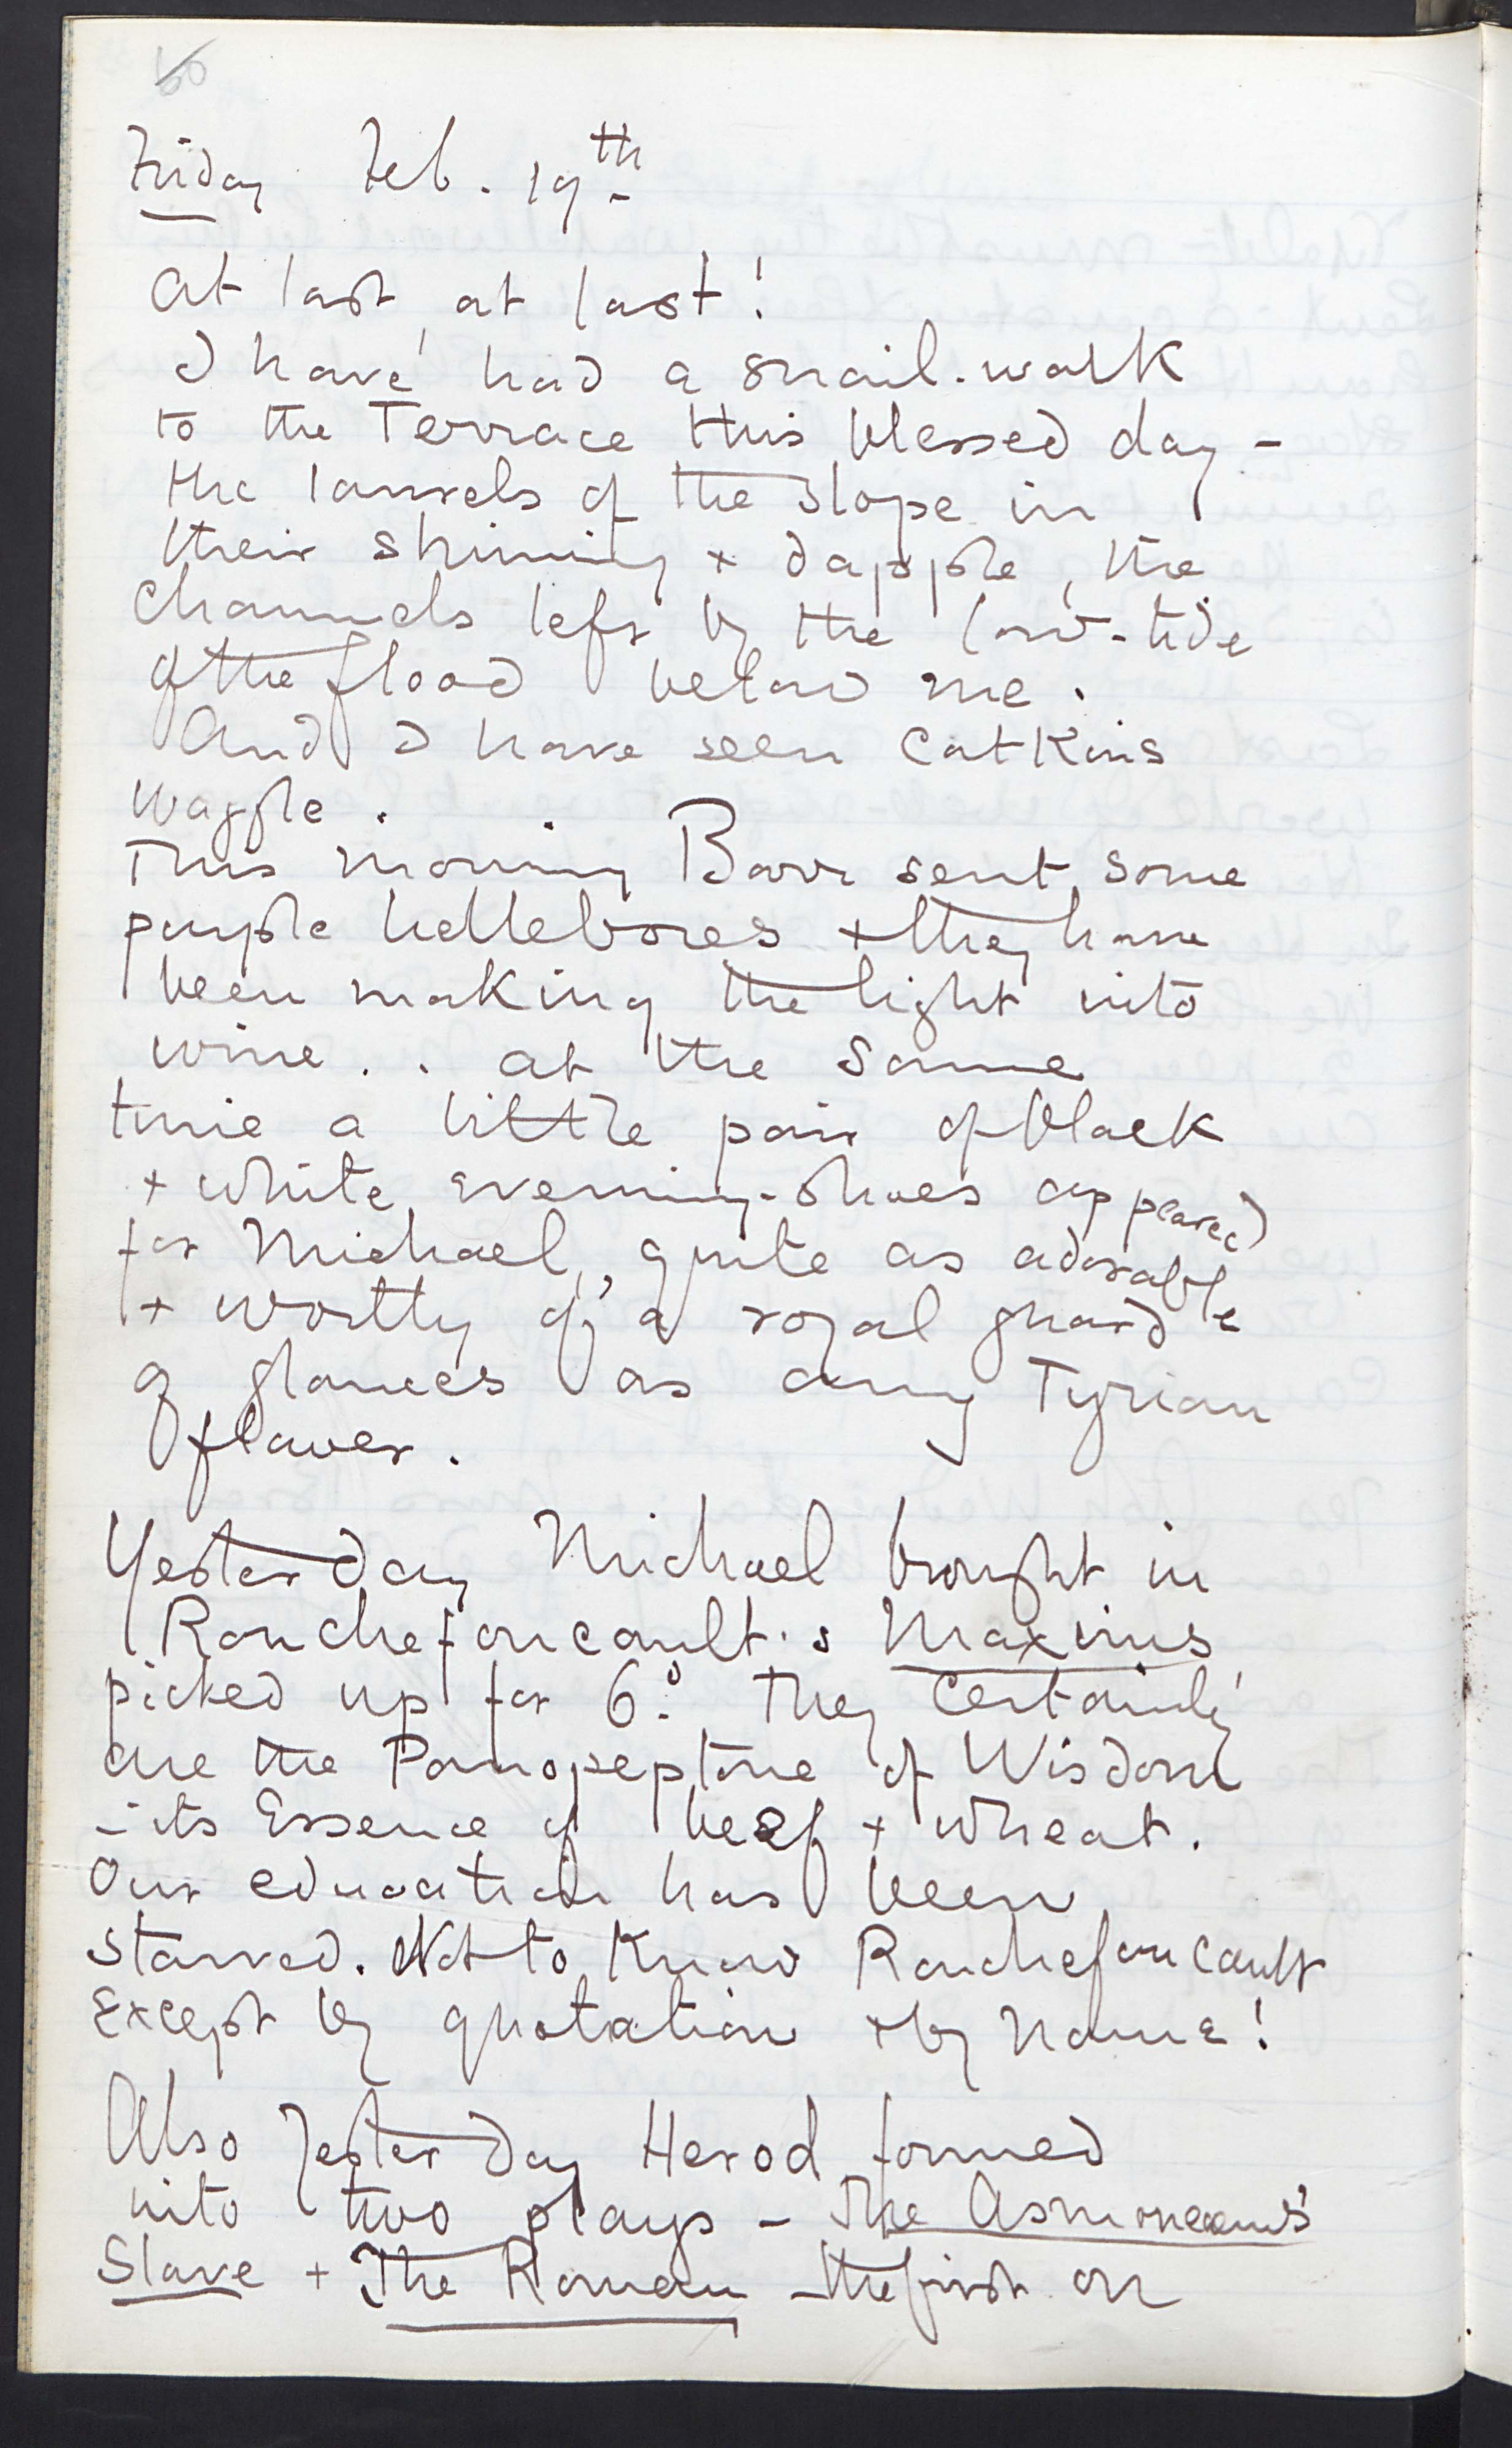 60
Friday Feb. 19th
At last, at last!
I have had a snail-walk
to the Terrace this blessed day -
the laurels of the slope in
their shining + dapple, the
channels left by the low-tide
of the flood below me.
And I have seen catkins
waggle.
This morning Barr sent some
purple hellebores + they have
been making the light into
wine . . at the same
time a little pair of black
+ white evening-shoes appeared
for Michael, quite as adorable
+ worthy of a royal guard
of glances as any Tyrian
flower.
Yesterday Michael brought in
Rouchefoucault's Maxims
picked up for 6d. They certainly
are the Panopeptone of Wisdom
- its Essence of beef + wheat.
Our education has been
starved. Not to know Rouchefoucault
except by quotation + by name!
Also yesterday Herod formed
into two plays - The Asmonean's
Slave + The Roman - the first on